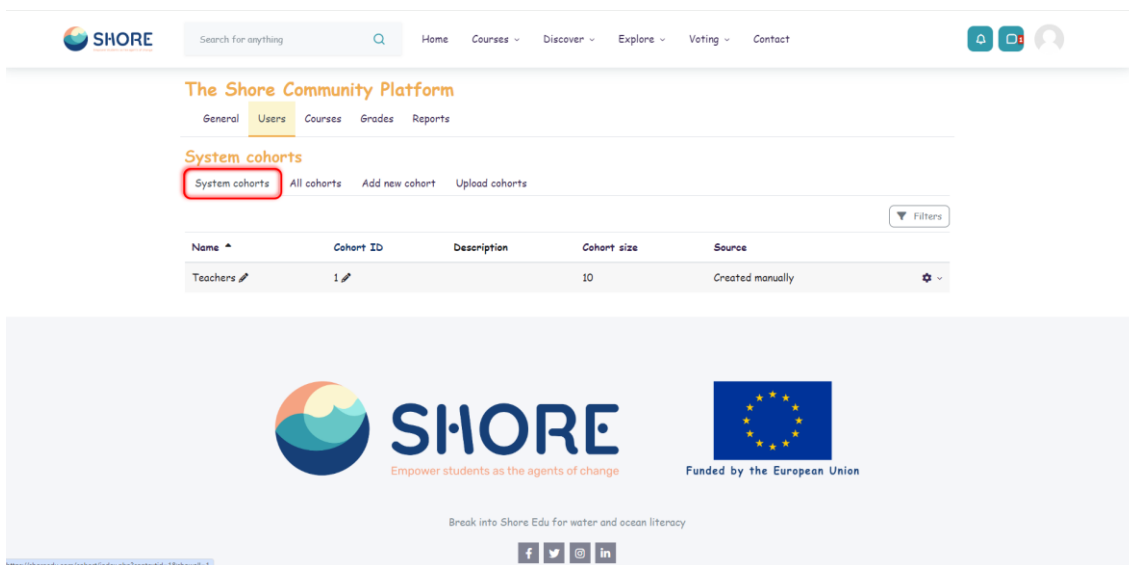 SHORE
Search for anything
Home Courses Discover Explore Voting Contact
The Shore Community Platform
General Users Courses Grades Reports
System cohorts
System cohorts All cohorts Add new cohort Upload cohorts
Filters
Name Cohort ID Description Cohort size Source
Teachers 1 10 Created manually
SHORE
Empower students as the agents of change
Funded by the European Union
Break into Shore Edu for water and ocean literacy